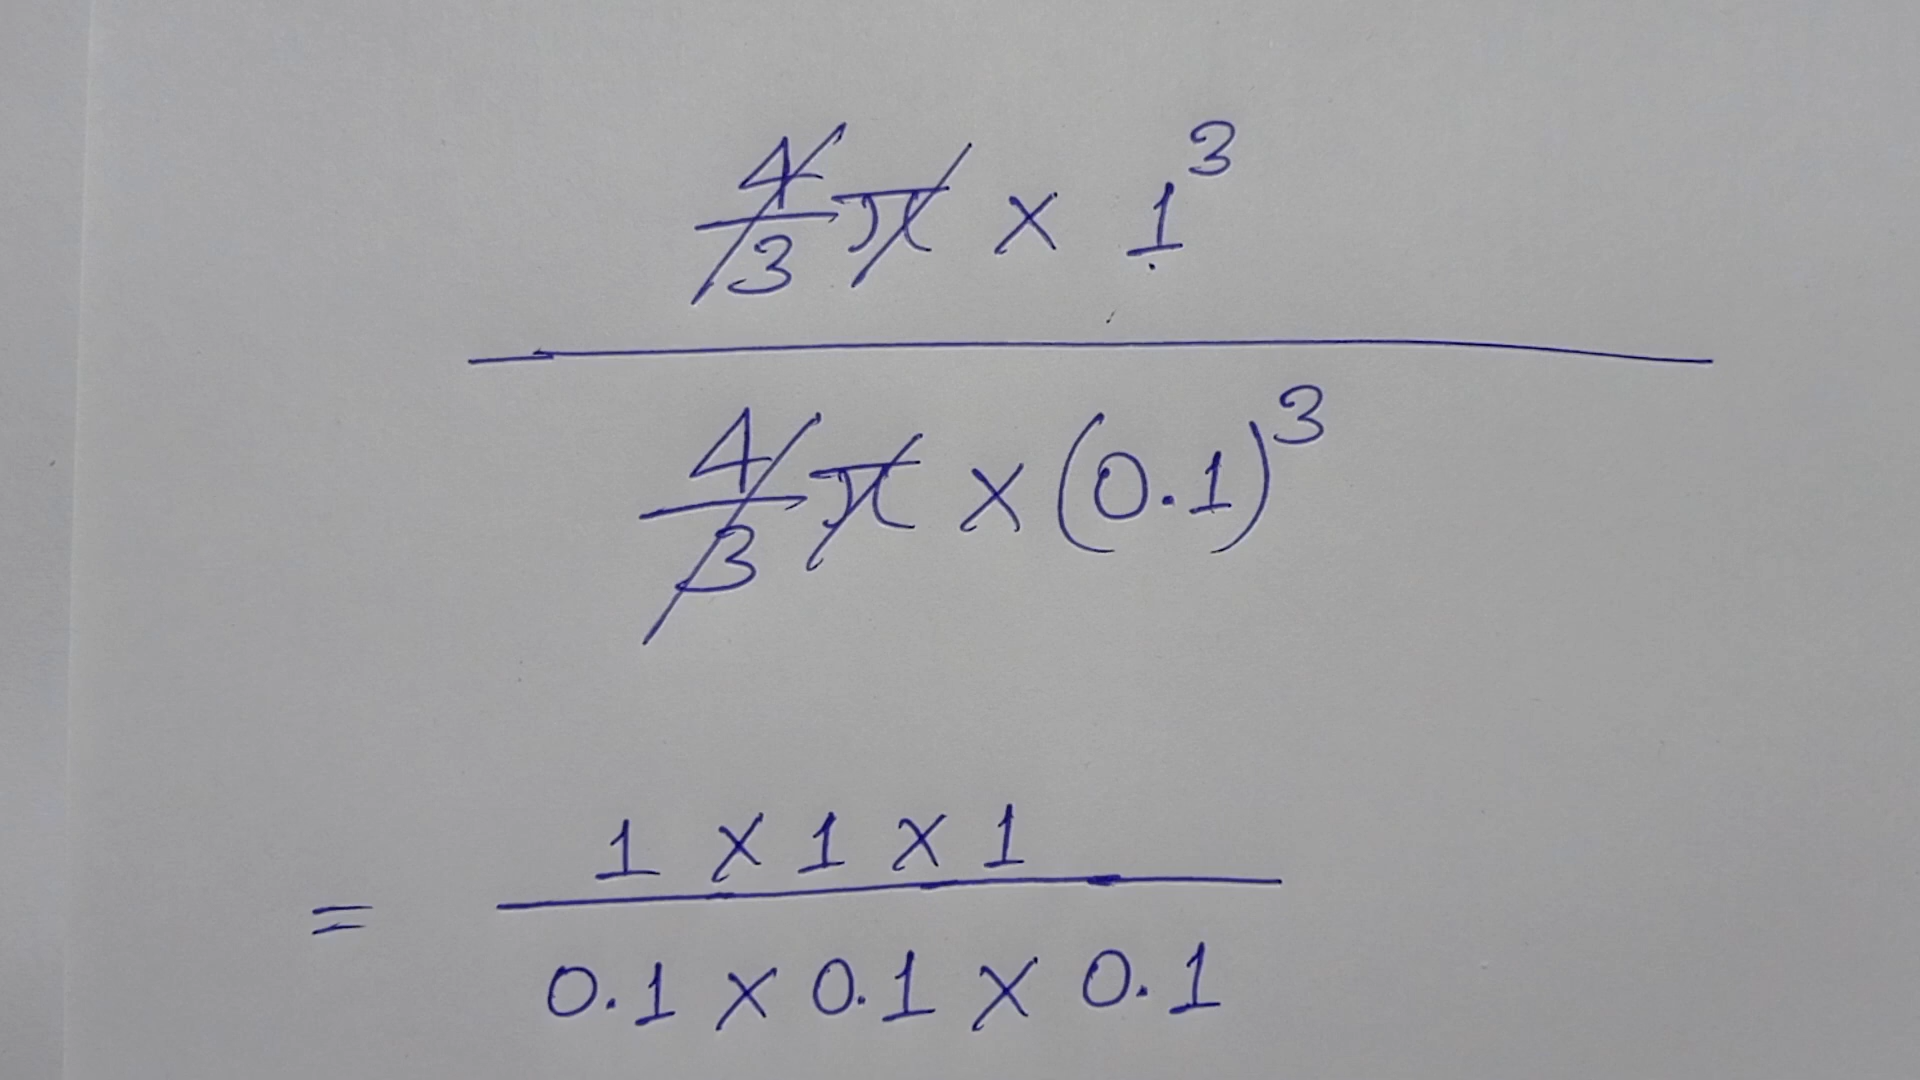 4/3 π × 1³
4/3 π × (0.1)³
= 1 × 1 × 1
0.1 × 0.1 × 0.1